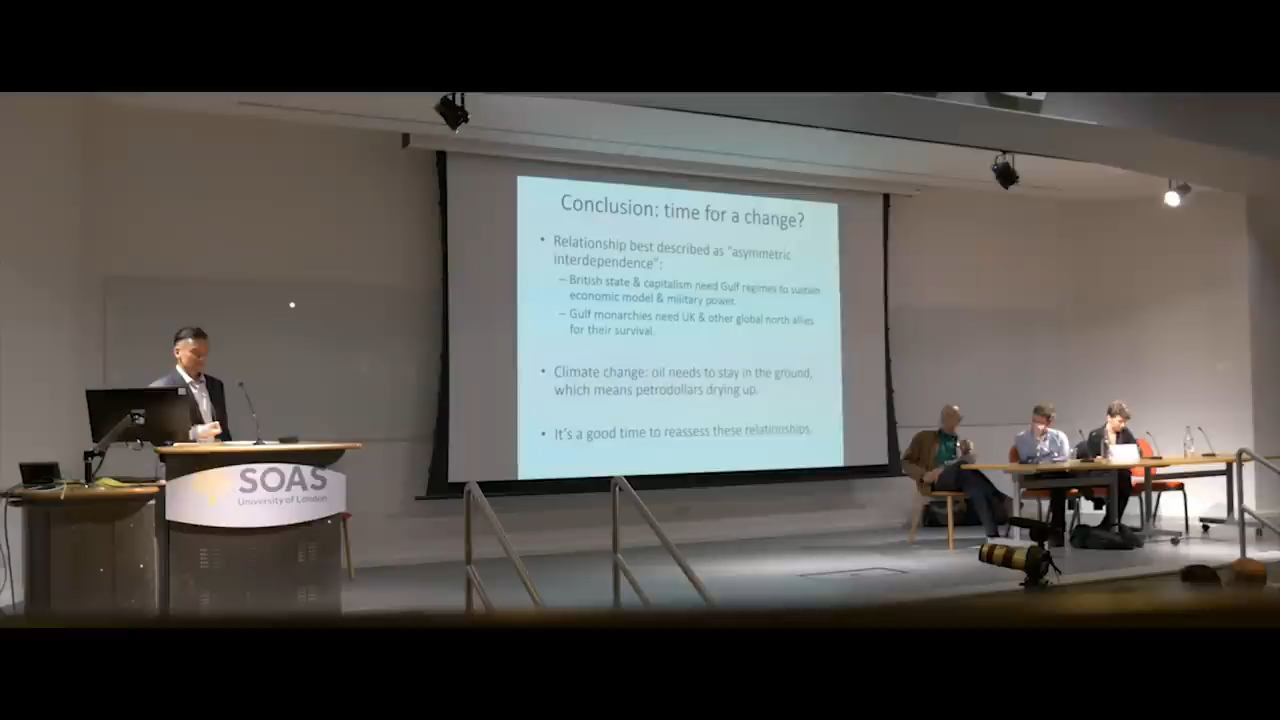 Conclusion: time for a change?
• Relationship best described as "asymmetric
interdependence":
– British state & capitalism need Gulf regimes to sustain
economic model & military power.
– Gulf monarchies need UK & other global north allies
for their survival.
• Climate change: oil needs to stay in the ground,
which means petrodollars drying up.
• It's a good time to reassess these relationships.
SOAS
University of London